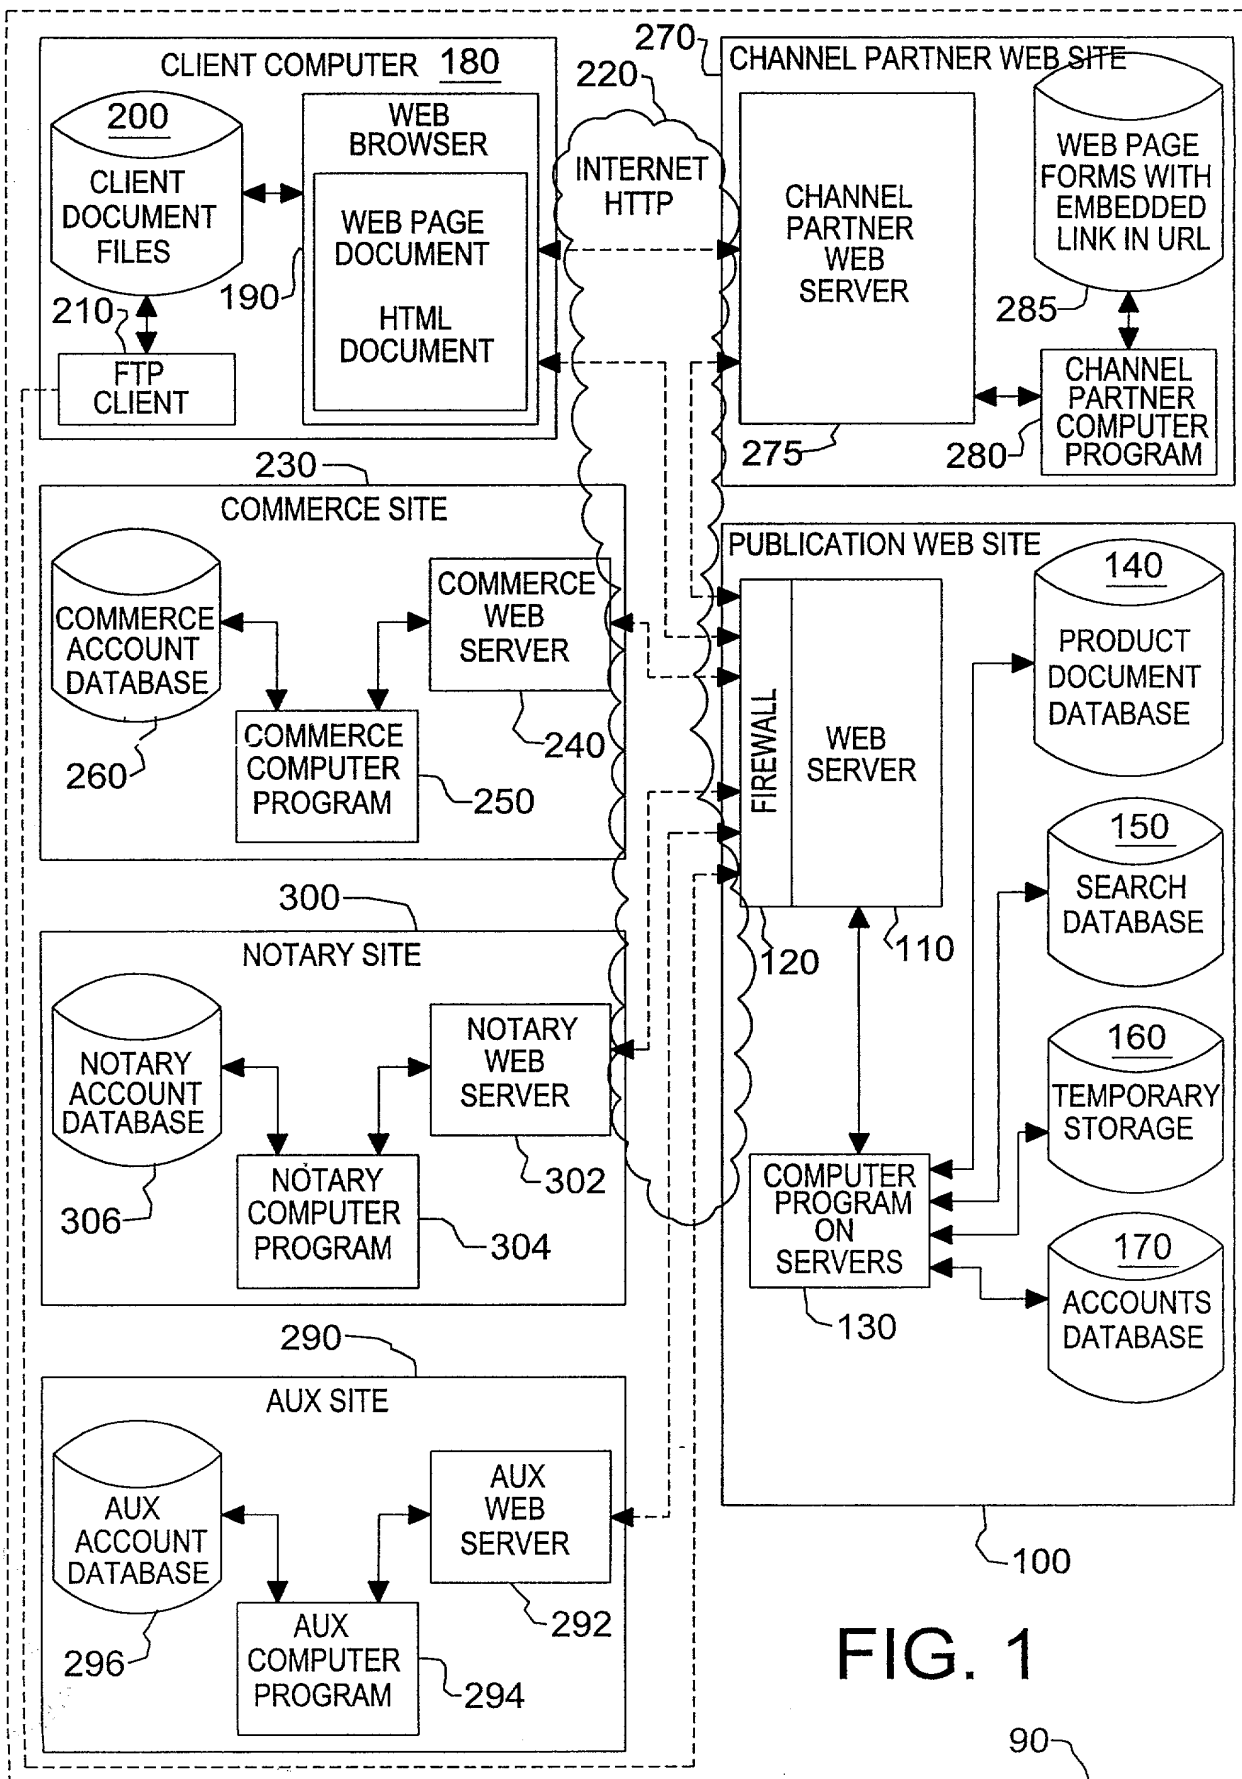 CLIENT COMPUTER 180
200
CLIENT
DOCUMENT
FILES
WEB
BROWSER
WEB PAGE
DOCUMENT
HTML
DOCUMENT
190
210
FTP
CLIENT
220
INTERNET
HTTP
270
CHANNEL PARTNER WEB SITE
CHANNEL
PARTNER
WEB
SERVER
WEB PAGE
FORMS WITH
EMBEDDED
LINK IN URL
285
CHANNEL
PARTNER
COMPUTER
PROGRAM
275
280
230
COMMERCE SITE
COMMERCE
ACCOUNT
DATABASE
COMMERCE
WEB
SERVER
240
260
COMMERCE
COMPUTER
PROGRAM
250
PUBLICATION WEB SITE
FIREWALL
WEB
SERVER
120
110
140
PRODUCT
DOCUMENT
DATABASE
150
SEARCH
DATABASE
160
TEMPORARY
STORAGE
170
ACCOUNTS
DATABASE
COMPUTER
PROGRAM
ON
SERVERS
130
100
300
NOTARY SITE
NOTARY
ACCOUNT
DATABASE
NOTARY
WEB
SERVER
302
306
NOTARY
COMPUTER
PROGRAM
304
290
AUX SITE
AUX
ACCOUNT
DATABASE
AUX
WEB
SERVER
292
296
AUX
COMPUTER
PROGRAM
294
FIG. 1
90